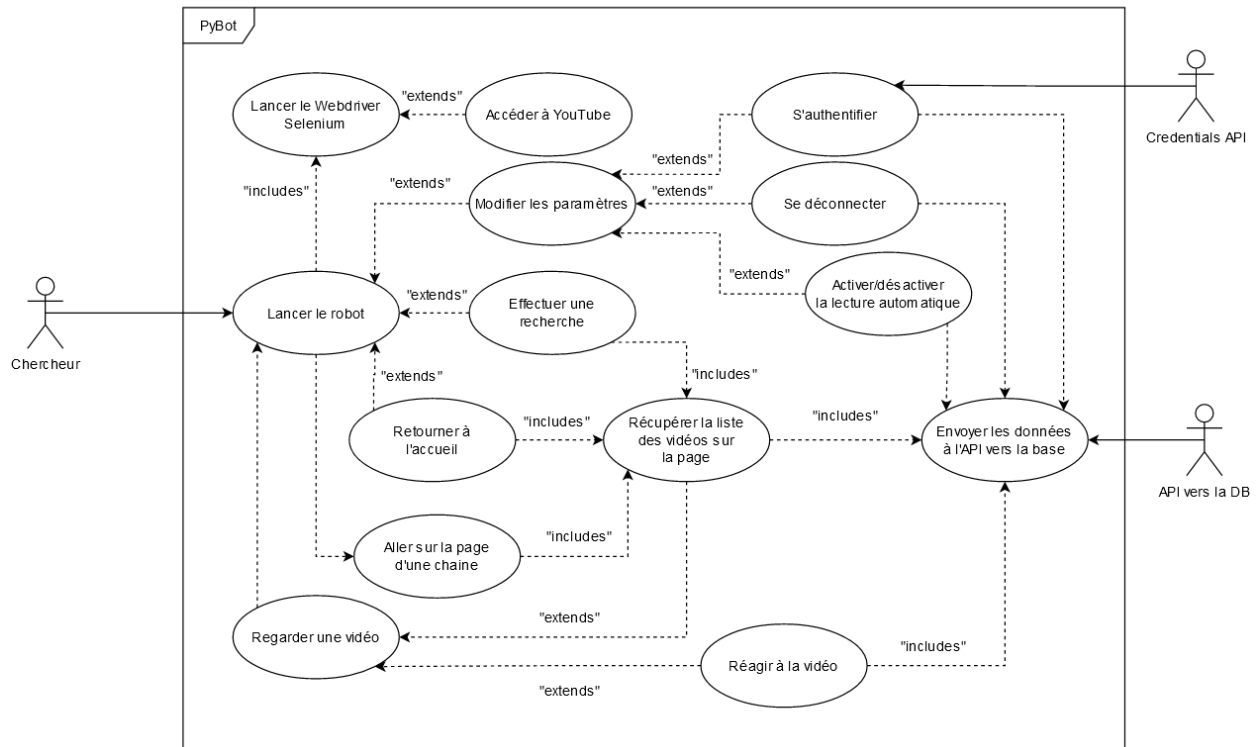 PyBot
Lancer le Webdriver
Selenium
"extends"
Accéder à YouTube
S'authentifier
Credentials API
"includes"
"extends"
Modifier les paramètres
"extends"
"extends"
Se déconnecter
"extends"
Activer/désactiver
la lecture automatique
Chercheur
Lancer le robot
"extends"
Effectuer une
recherche
"extends"
"includes"
Retourner à
l'accueil
"includes"
Récupérer la liste
des vidéos sur
la page
"includes"
Envoyer les données
à l'API vers la base
API vers la DB
Aller sur la page
d'une chaine
"includes"
Regarder une vidéo
"extends"
Réagir à la vidéo
"includes"
"extends"